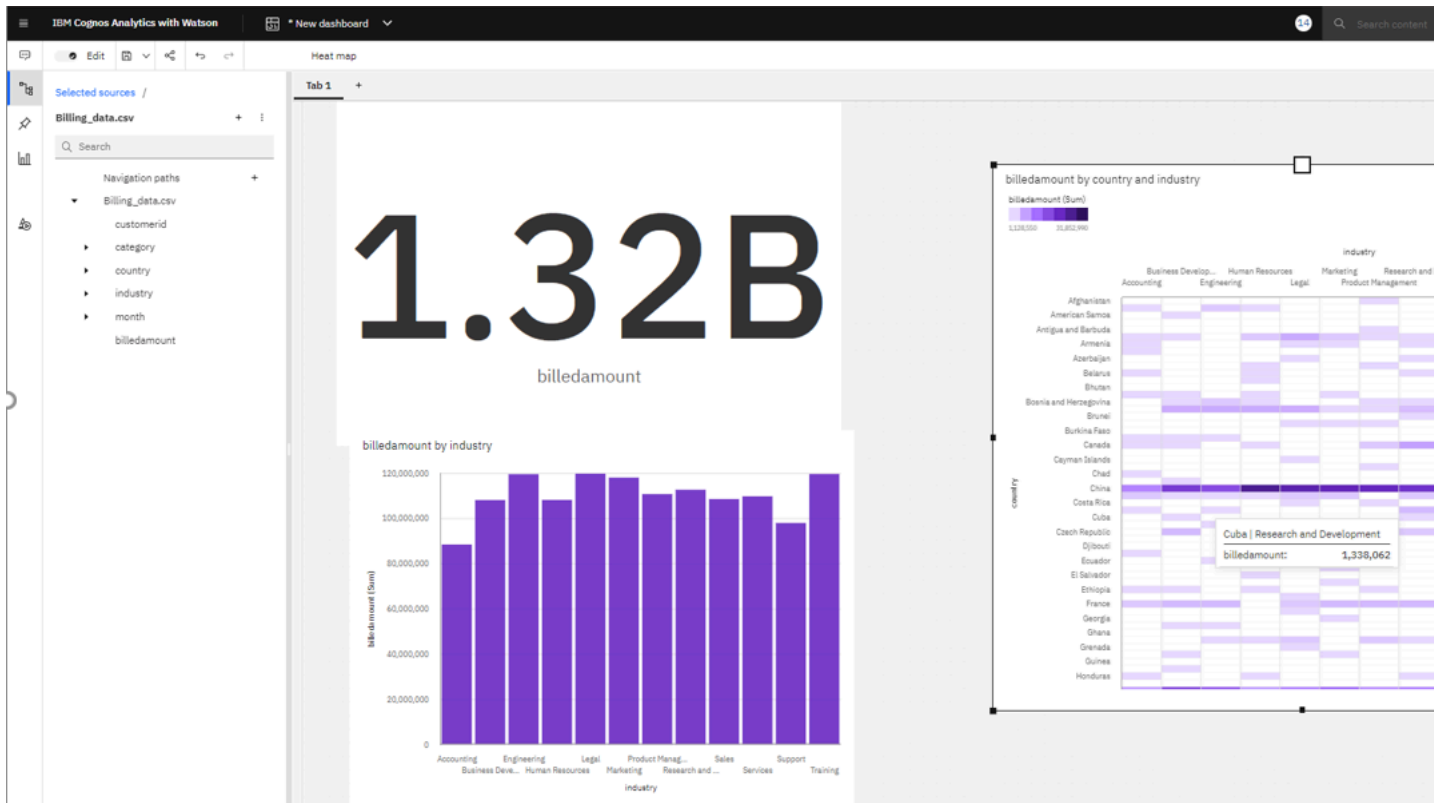 IBM Cognos Analytics with Watson
* New dashboard
14
Search content
Edit
Heat map
Selected sources /
Tab 1 +
Billing_data.csv
Search
Navigation paths
Billing_data.csv
customerid
category
country
industry
month
billedamount
1.32B
billedamount
billedamount by industry
120,000,000
100,000,000
80,000,000
60,000,000
40,000,000
20,000,000
0
billedamount (Sum)
Accounting Engineering Legal Product Manag... Sales Support
Business Deve... Human Resources Marketing Research and ... Services Training
industry
billedamount by country and industry
billedamount (Sum)
1,128,550 31,852,990
industry
Business Develop... Human Resources Marketing Research and
Accounting Engineering Legal Product Management
country
Afghanistan
American Samoa
Antigua and Barbuda
Armenia
Azerbaijan
Belarus
Bhutan
Bosnia and Herzegovina
Brunei
Burkina Faso
Canada
Cayman Islands
Chad
China
Costa Rica
Cuba
Czech Republic
Djibouti
Ecuador
El Salvador
Ethiopia
France
Georgia
Ghana
Grenada
Guinea
Honduras
Cuba | Research and Development
billedamount: 1,338,062